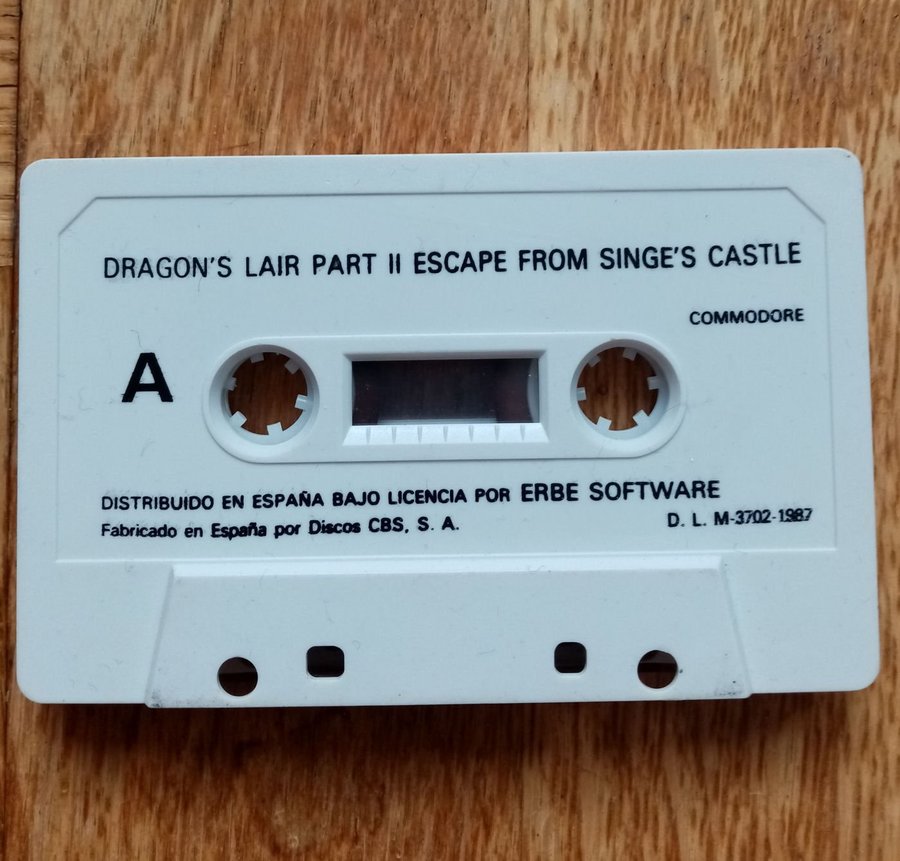 DRAGON'S LAIR PART II ESCAPE FROM SINGE'S CASTLE
COMMODORE
A
DISTRIBUIDO EN ESPAÑA BAJO LICENCIA POR ERBE SOFTWARE
Fabricado en España por Discos CBS, S. A.
D. L. M-3702-1987